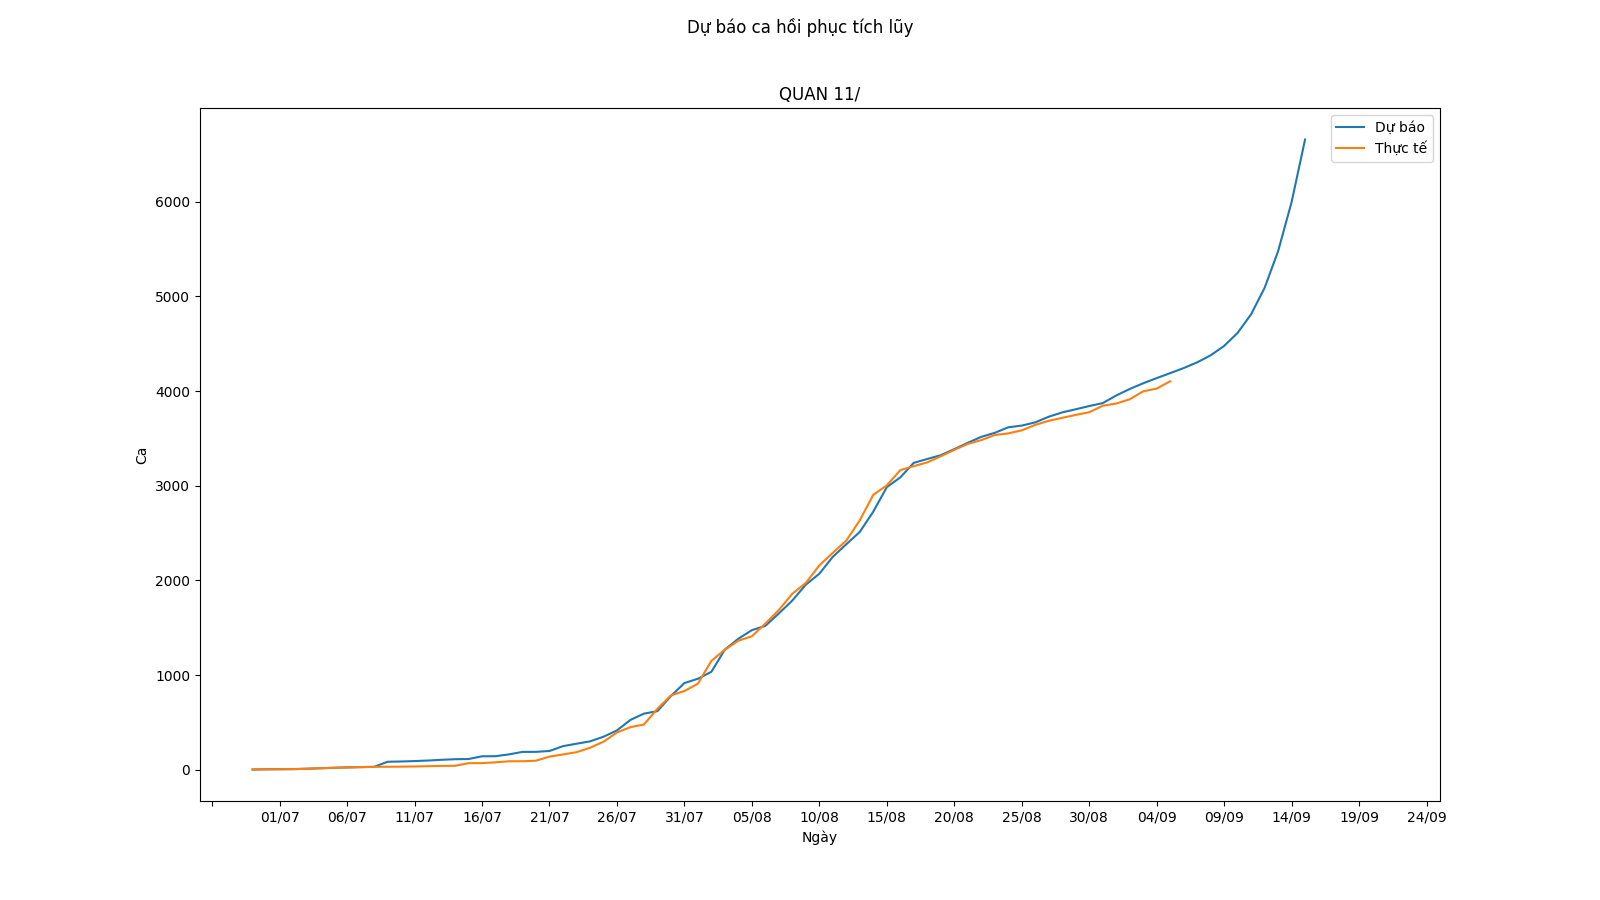 Dự báo ca hồi phục tích lũy
QUAN 11/
Dự báo
Thực tế
6000
5000
4000
3000
2000
1000
0
Ca
01/07 06/07 11/07 16/07 21/07 26/07 31/07 05/08 10/08 15/08 20/08 25/08 30/08 04/09 09/09 14/09 19/09 24/09
Ngày